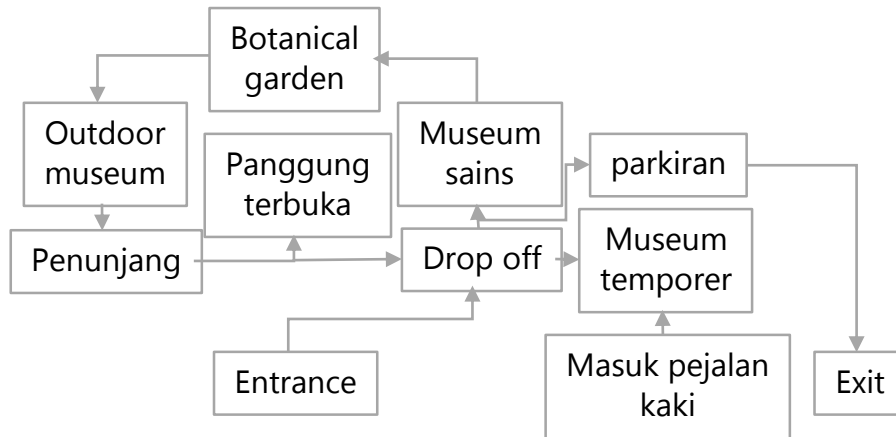 Botanical
garden
Outdoor
museum
Panggung
terbuka
Museum
sains
parkiran
Penunjang
Drop off
Museum
temporer
Entrance
Masuk pejalan
kaki
Exit